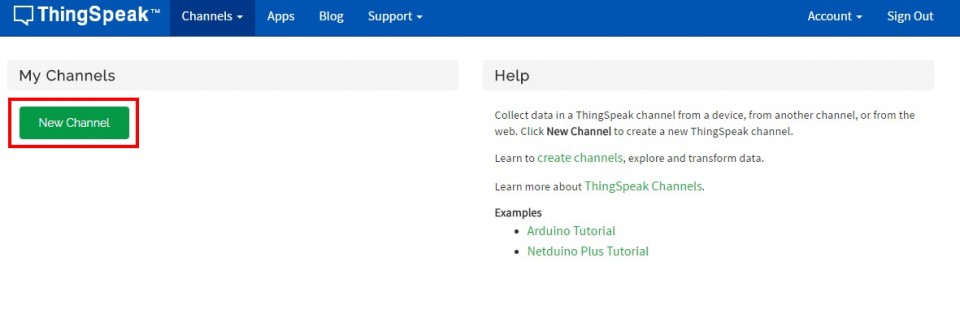 ThingSpeak™ Channels Apps Blog Support Account Sign Out
My Channels
New Channel
Help
Collect data in a ThingSpeak channel from a device, from another channel, or from the
web. Click New Channel to create a new ThingSpeak channel.
Learn to create channels, explore and transform data.
Learn more about ThingSpeak Channels.
Examples
Arduino Tutorial
Netduino Plus Tutorial